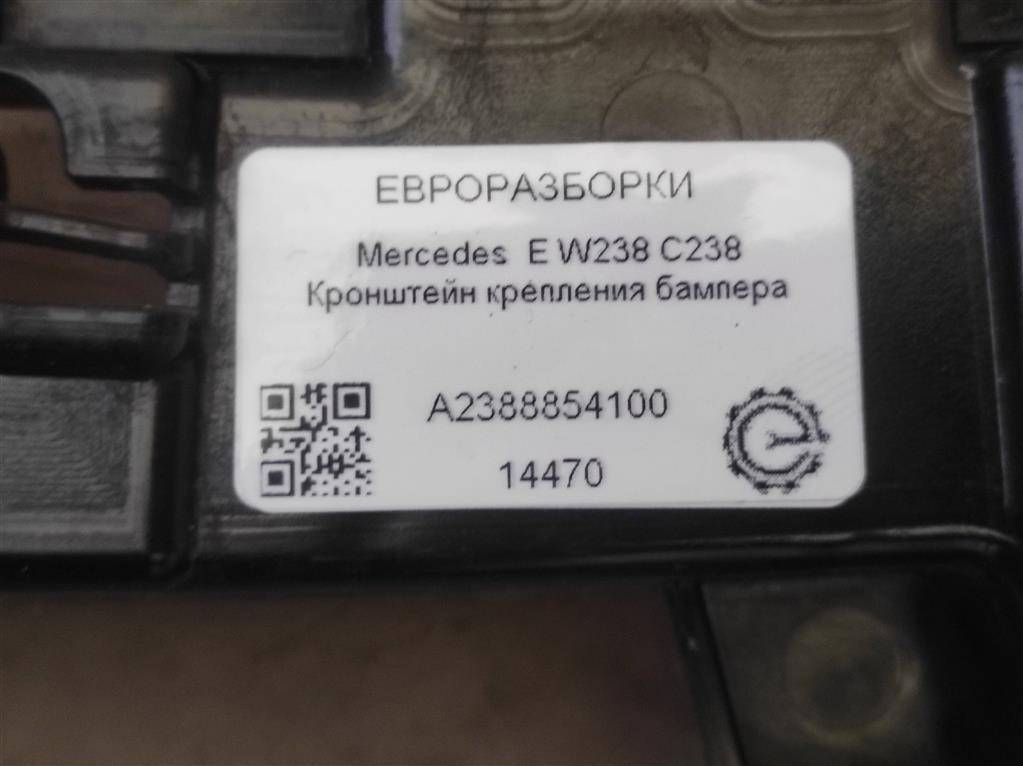 ЕВРОРАЗБОРКИ
Mercedes E W238 C238
Кронштейн крепления бампера
A2388854100
14470